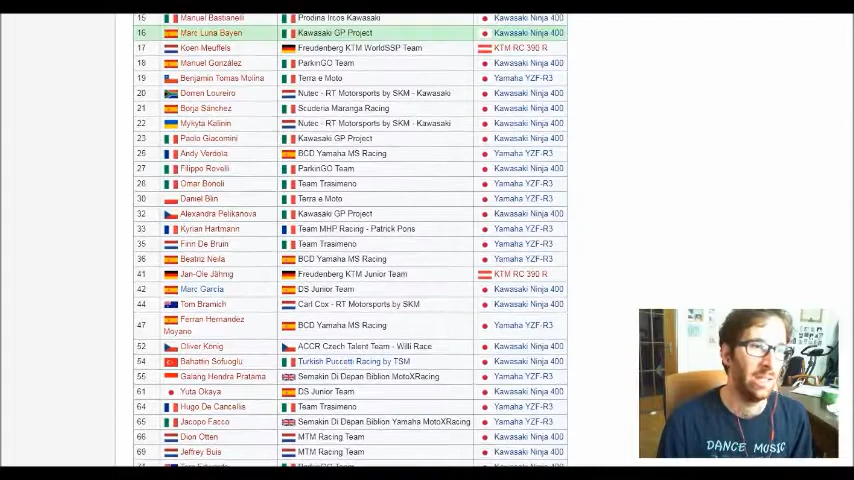 15 Manuel Bastianelli Prodina Ircos Kawasaki Kawasaki Ninja 400
16 Marc Luna Bayen Kawasaki GP Project Kawasaki Ninja 400
17 Koen Meuffels Freudenberg KTM WorldSSP Team KTM RC 390 R
18 Manuel González ParkinGO Team Kawasaki Ninja 400
19 Benjamin Tomas Molina Terra e Moto Yamaha YZF-R3
20 Dorren Loureiro Nutec - RT Motorsports by SKM - Kawasaki Kawasaki Ninja 400
21 Borja Sánchez Scuderia Maranga Racing Kawasaki Ninja 400
22 Mykyta Kalinin Nutec - RT Motorsports by SKM - Kawasaki Kawasaki Ninja 400
23 Paolo Giacomini Kawasaki GP Project Kawasaki Ninja 400
25 Andy Verdoïa BCD Yamaha MS Racing Yamaha YZF-R3
27 Filippo Rovelli ParkinGO Team Kawasaki Ninja 400
28 Omar Bonoli Team Trasimeno Yamaha YZF-R3
30 Daniel Blin Terra e Moto Yamaha YZF-R3
32 Alexandra Pelikanova Kawasaki GP Project Kawasaki Ninja 400
33 Kyrian Hartmann Team MHP Racing - Patrick Pons Yamaha YZF-R3
35 Finn De Bruin Team Trasimeno Yamaha YZF-R3
36 Beatriz Neila BCD Yamaha MS Racing Yamaha YZF-R3
41 Jan-Ole Jähnig Freudenberg KTM Junior Team KTM RC 390 R
42 Marc García DS Junior Team Kawasaki Ninja 400
44 Tom Bramich Carl Cox - RT Motorsports by SKM Kawasaki Ninja 400
47 Ferran Hernandez Moyano BCD Yamaha MS Racing Yamaha YZF-R3
52 Oliver König ACCR Czech Talent Team - Willi Race Kawasaki Ninja 400
54 Bahattin Sofuoglu Turkish Puccetti Racing by TSM Kawasaki Ninja 400
55 Galang Hendra Pratama Semakin Di Depan Biblion MotoXRacing Yamaha YZF-R3
61 Yuta Okaya DS Junior Team Kawasaki Ninja 400
64 Hugo De Cancellis Team Trasimeno Yamaha YZF-R3
65 Jacopo Facco Semakin Di Depan Biblion Yamaha MotoXRacing Yamaha YZF-R3
66 Dion Otten MTM Racing Team Kawasaki Ninja 400
69 Jeffrey Buis MTM Racing Team Kawasaki Ninja 400
DANCE MUSIC